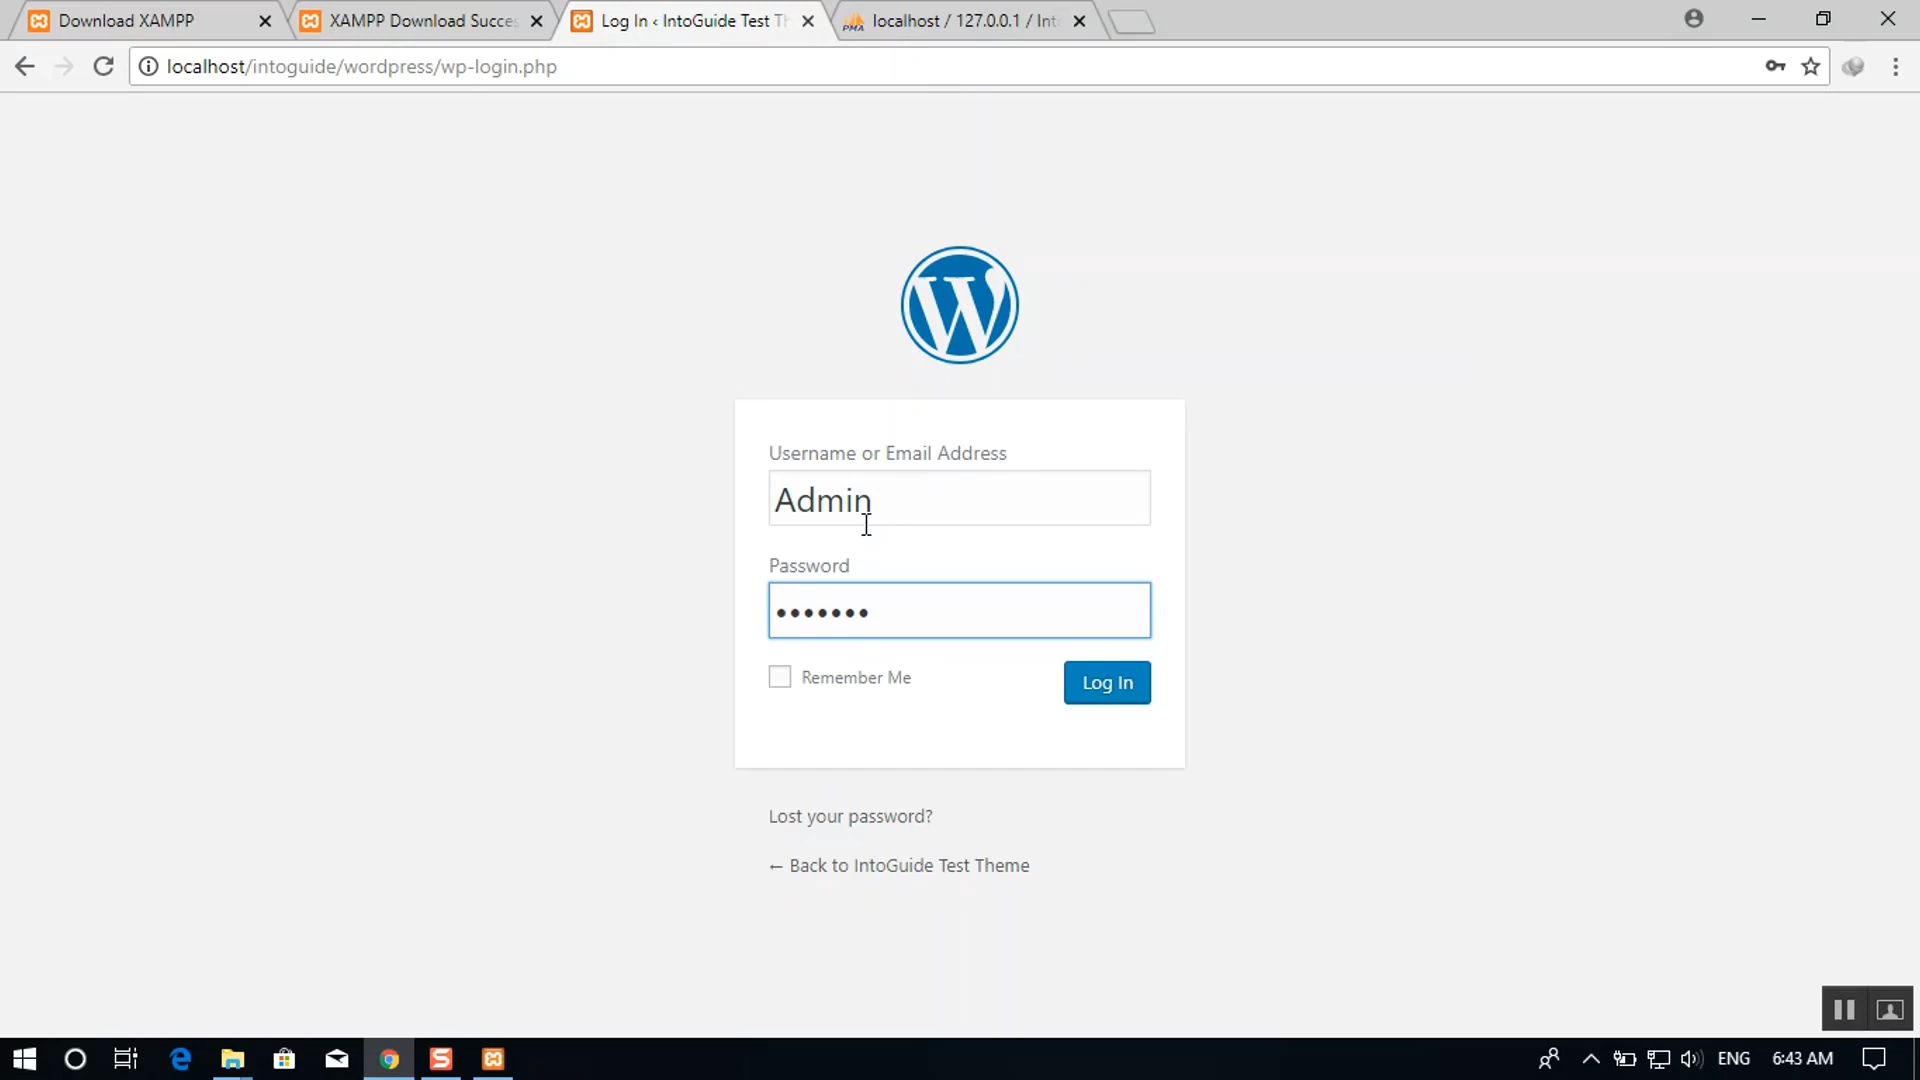 Download XAMPP
XAMPP Download Succes
Log In ‹ IntoGuide Test Th
localhost / 127.0.0.1 / Int
localhost/intoguide/wordpress/wp-login.php
Username or Email Address
Admin
Password
•••••••
Remember Me
Log In
Lost your password?
← Back to IntoGuide Test Theme
ENG
6:43 AM